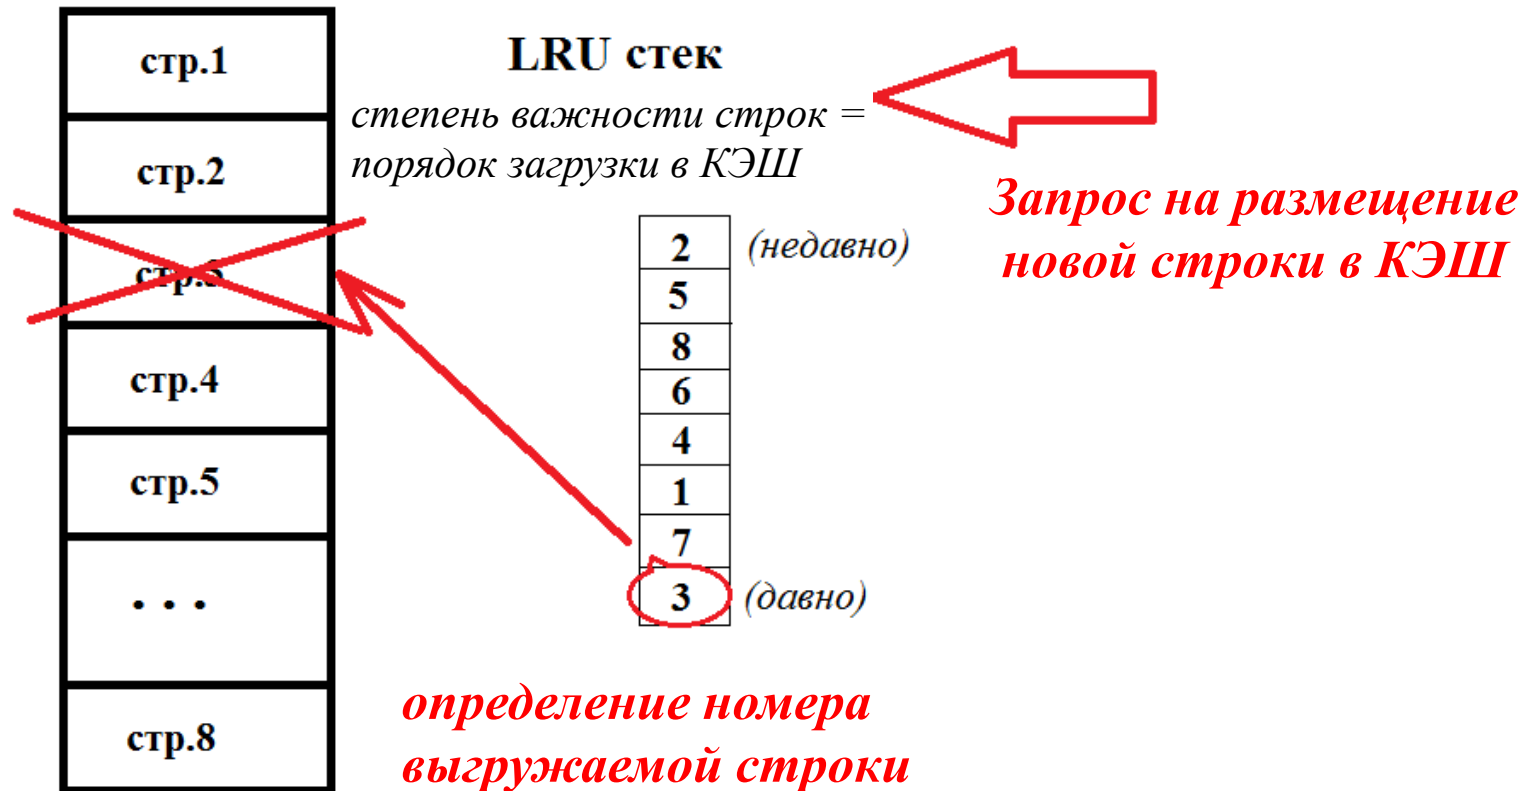 стр.1
стр.2
стр.3
стр.4
стр.5
. . .
стр.8
LRU стек
степень важности строк =
порядок загрузки в КЭШ
2 (недавно)
5
8
6
4
1
7
3 (давно)
Запрос на размещение
новой строки в КЭШ
определение номера
выгружаемой строки